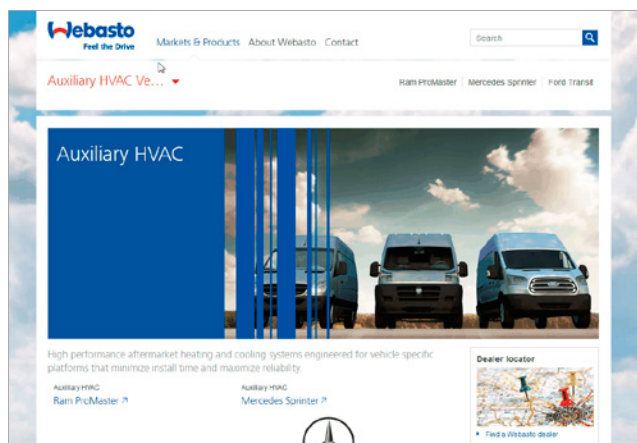 Webasto
Feel the Drive
Markets & Products About Webasto Contact
Search
Auxiliary HVAC Ve...
Ram ProMaster Mercedes Sprinter Ford Transit
Auxiliary HVAC
High performance aftermarket heating and cooling systems engineered for vehicle specific
platforms that minimize install time and maximize reliability.
Auxiliary HVAC
Ram ProMaster
Auxiliary HVAC
Mercedes Sprinter
Dealer locator
Find a Webasto dealer